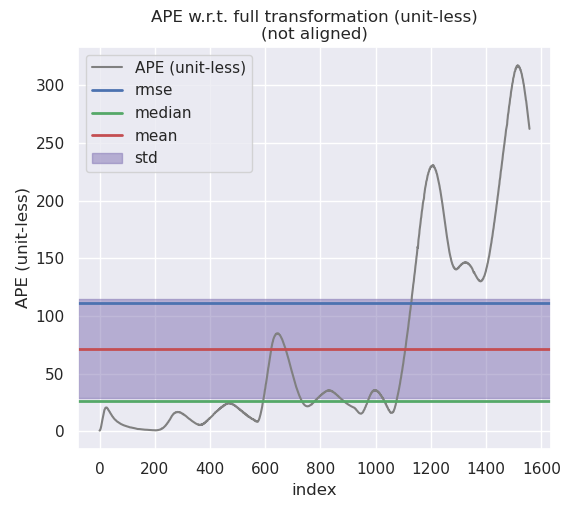 APE w.r.t. full transformation (unit-less)
(not aligned)
APE (unit-less)
rmse
median
mean
std
APE (unit-less)
300
250
200
150
100
50
0
0 200 400 600 800 1000 1200 1400 1600
index